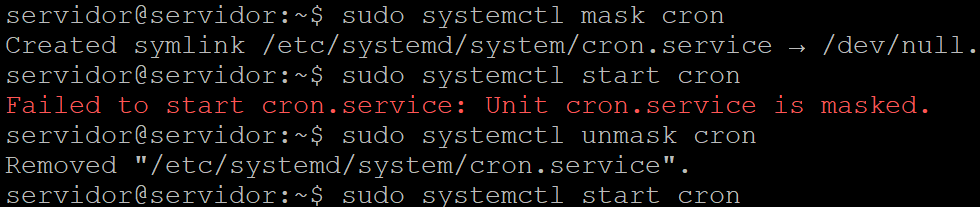 servidor@servidor:~$ sudo systemctl mask cron
Created symlink /etc/systemd/system/cron.service → /dev/null.
servidor@servidor:~$ sudo systemctl start cron
Failed to start cron.service: Unit cron.service is masked.
servidor@servidor:~$ sudo systemctl unmask cron
Removed "/etc/systemd/system/cron.service".
servidor@servidor:~$ sudo systemctl start cron